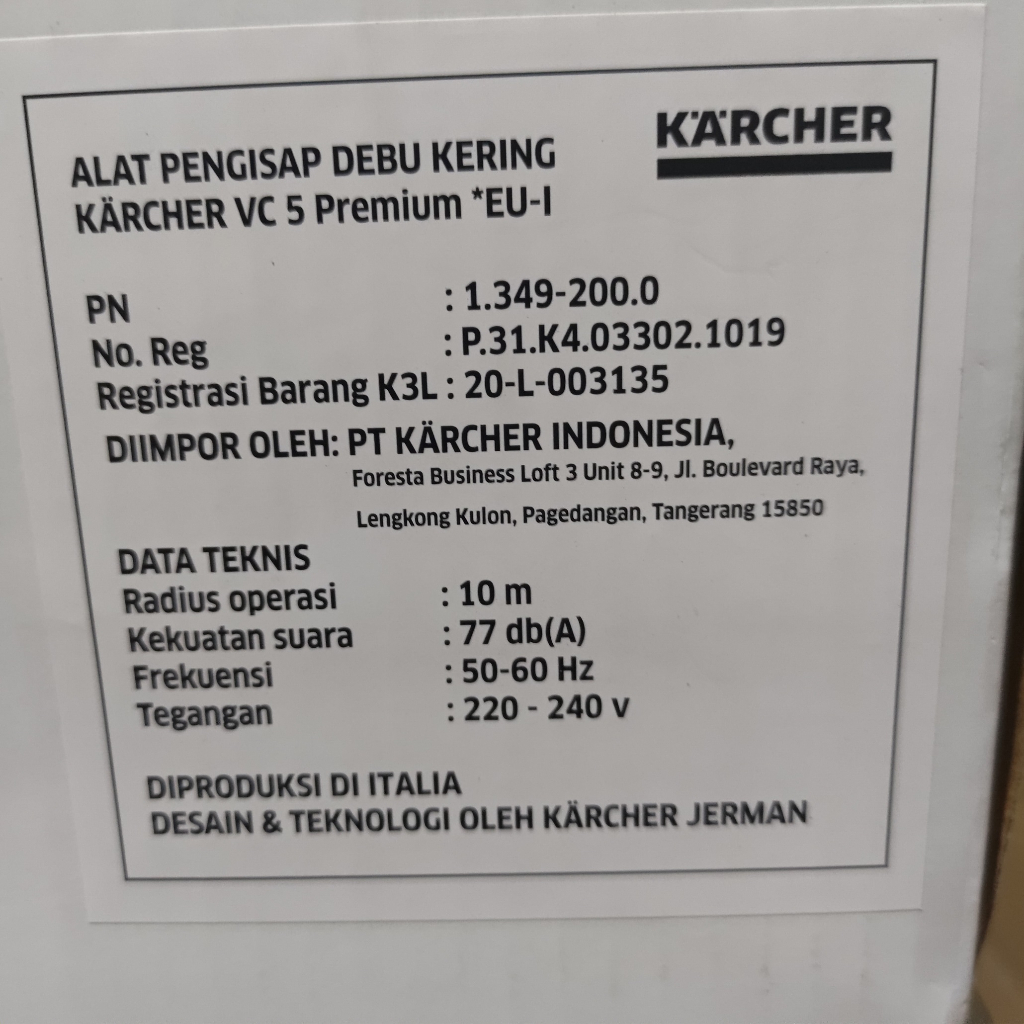 KÄRCHER
ALAT PENGISAP DEBU KERING
KÄRCHER VC 5 Premium *EU-I
PN : 1.349-200.0
No. Reg : P.31.K4.03302.1019
Registrasi Barang K3L : 20-L-003135
DIIMPOR OLEH: PT KÄRCHER INDONESIA,
Foresta Business Loft 3 Unit 8-9, Jl. Boulevard Raya,
Lengkong Kulon, Pagedangan, Tangerang 15850
DATA TEKNIS
Radius operasi : 10 m
Kekuatan suara : 77 db(A)
Frekuensi : 50-60 Hz
Tegangan : 220 - 240 v
DIPRODUKSI DI ITALIA
DESAIN & TEKNOLOGI OLEH KÄRCHER JERMAN